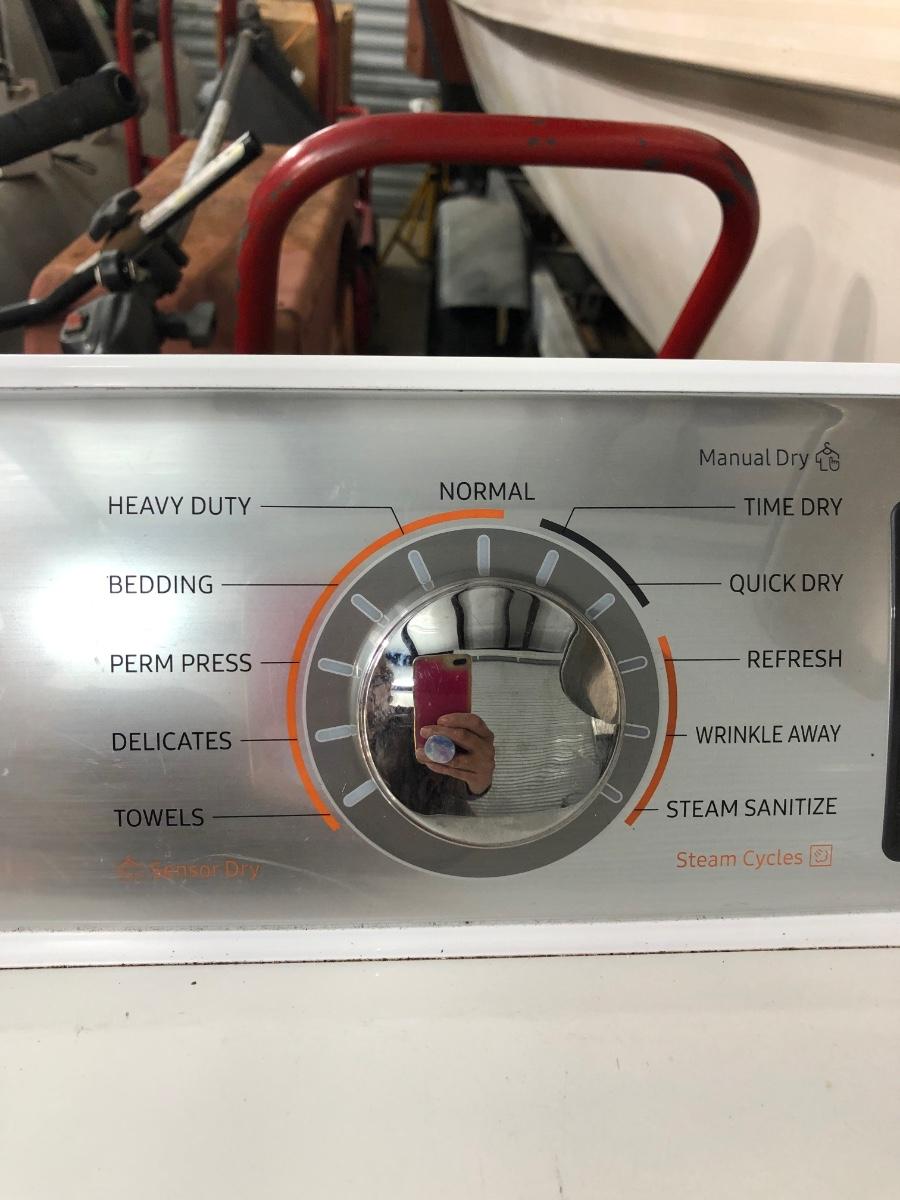 Manual Dry
NORMAL
HEAVY DUTY
TIME DRY
BEDDING
QUICK DRY
PERM PRESS
REFRESH
DELICATES
WRINKLE AWAY
TOWELS
STEAM SANITIZE
Sensor Dry
Steam Cycles